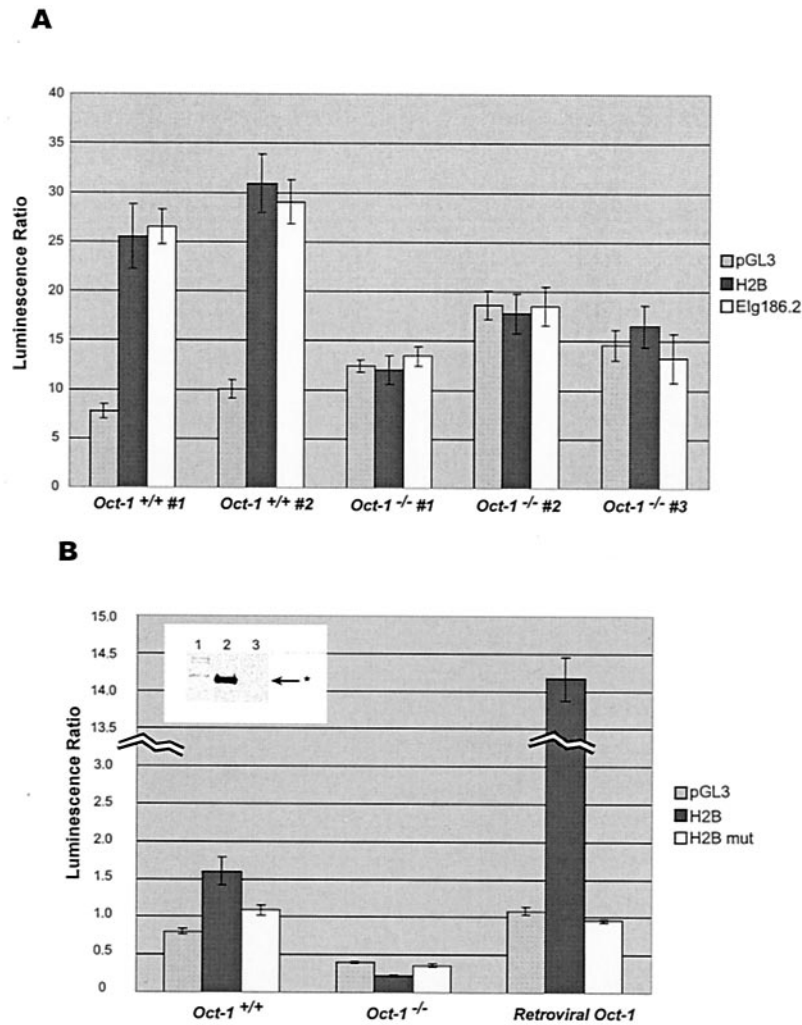 A
40
35
30
25
20
15
10
5
0
Luminescence Ratio
Oct-1 +/+ #1
Oct-1 +/+ #2
Oct-1 -/- #1
Oct-1 -/- #2
Oct-1 -/- #3
pGL3
H2B
Elg186.2
B
15.0
14.5
14.0
13.5
3.0
2.5
2.0
1.5
1.0
0.5
0
Luminescence Ratio
1 2 3
*
Oct-1 +/+
Oct-1 -/-
Retroviral Oct-1
pGL3
H2B
H2B mut